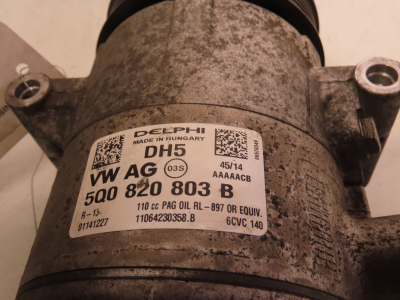 DELPHI
MADE IN HUNGARY
DH5
45/14
AAAAACB
VW AG 03S
5Q0 820 803 B
110 cc PAG OIL RL-897 OR EQUIV.
R-15-
01141227
11064230358.B
6CVC 140